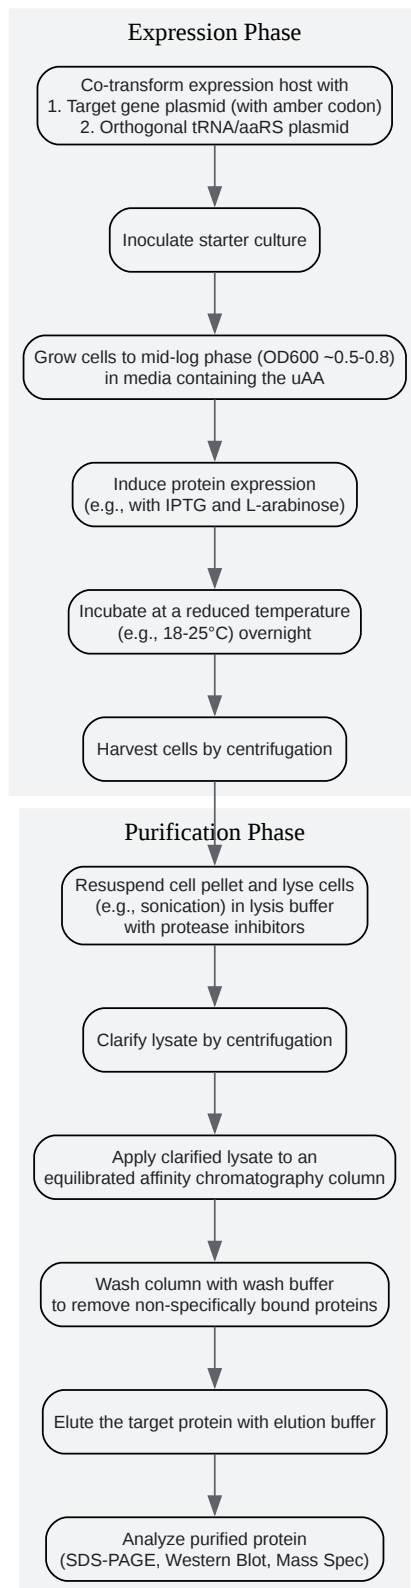 Expression Phase
Co-transform expression host with
1. Target gene plasmid (with amber codon)
2. Orthogonal tRNA/aaRS plasmid
Inoculate starter culture
Grow cells to mid-log phase (OD600 ~0.5-0.8)
in media containing the uAA
Induce protein expression
(e.g., with IPTG and L-arabinose)
Incubate at a reduced temperature
(e.g., 18-25°C) overnight
Harvest cells by centrifugation
Purification Phase
Resuspend cell pellet and lyse cells
(e.g., sonication) in lysis buffer
with protease inhibitors
Clarify lysate by centrifugation
Apply clarified lysate to an
equilibrated affinity chromatography column
Wash column with wash buffer
to remove non-specifically bound proteins
Elute the target protein with elution buffer
Analyze purified protein
(SDS-PAGE, Western Blot, Mass Spec)